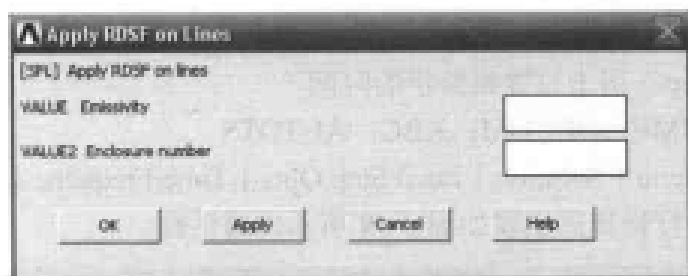 Apply RDSF on Lines
[SFL] Apply RDSF on lines
VALUE Emissivity
VALUE2 Enclosure number
OK Apply Cancel Help